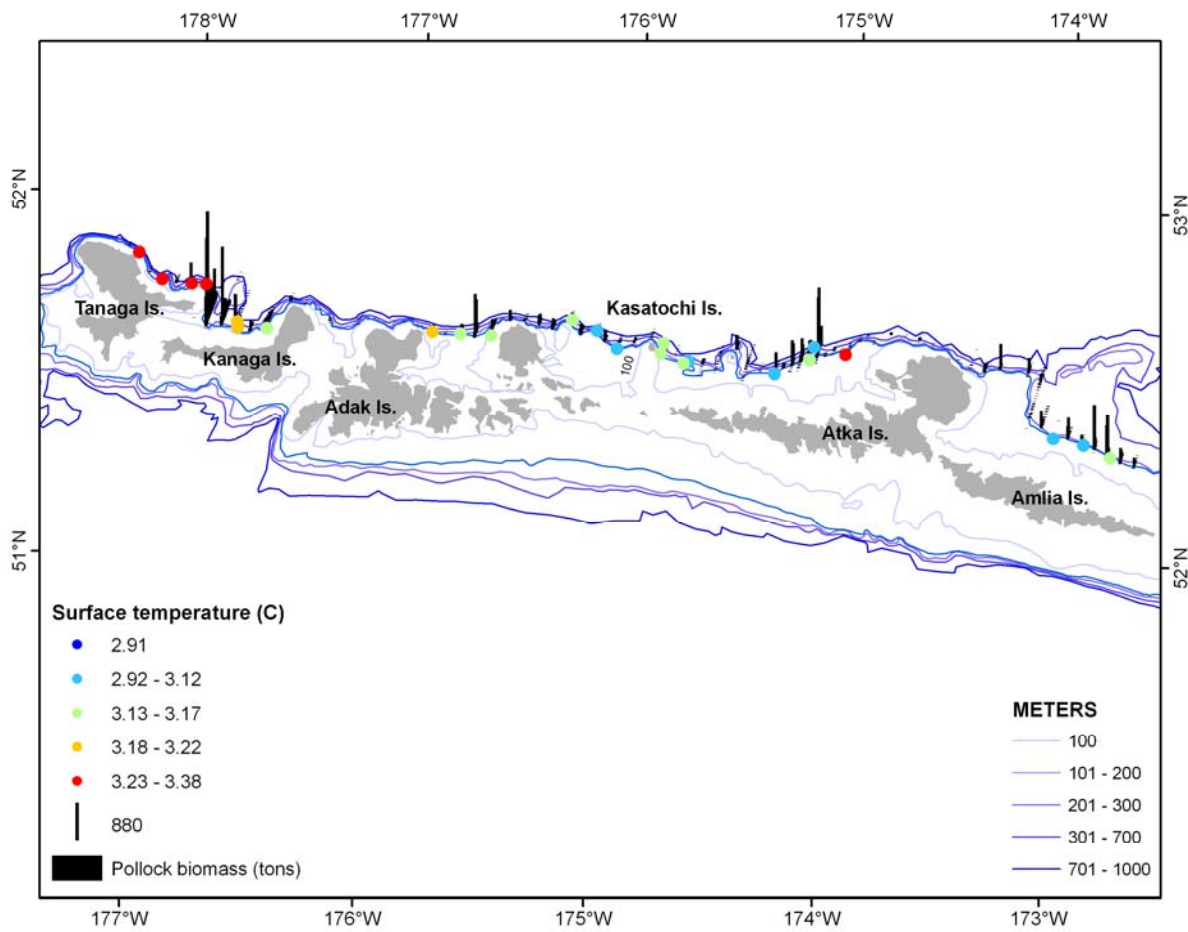 178°W 177°W 176°W 175°W 174°W
52°N
53°N
Kasatochi Is.
Tanaga Is.
Kanaga Is.
100
Adak Is.
Atka Is.
Amlia Is.
51°N
52°N
Surface temperature (C)
2.91
2.92 - 3.12
3.13 - 3.17
3.18 - 3.22
3.23 - 3.38
880
Pollock biomass (tons)
METERS
100
101 - 200
201 - 300
301 - 700
701 - 1000
177°W 176°W 175°W 174°W 173°W